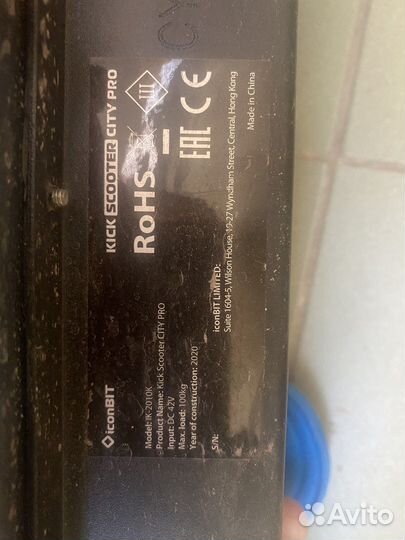 CY
KICK SCOOTER CITY PRO
III
RoHS
EAC CE
iconBIT
Model: IK-2010K
Product Name: Kick Scooter CITY PRO
Input: DC 42V
Max. load: 100kg
Year of construction: 2020
S/N:
iconBIT LIMITED:
Suite 1604-5, Wilson House, 19-27 Wyndham Street, Central, Hong Kong
Made in China
Avito